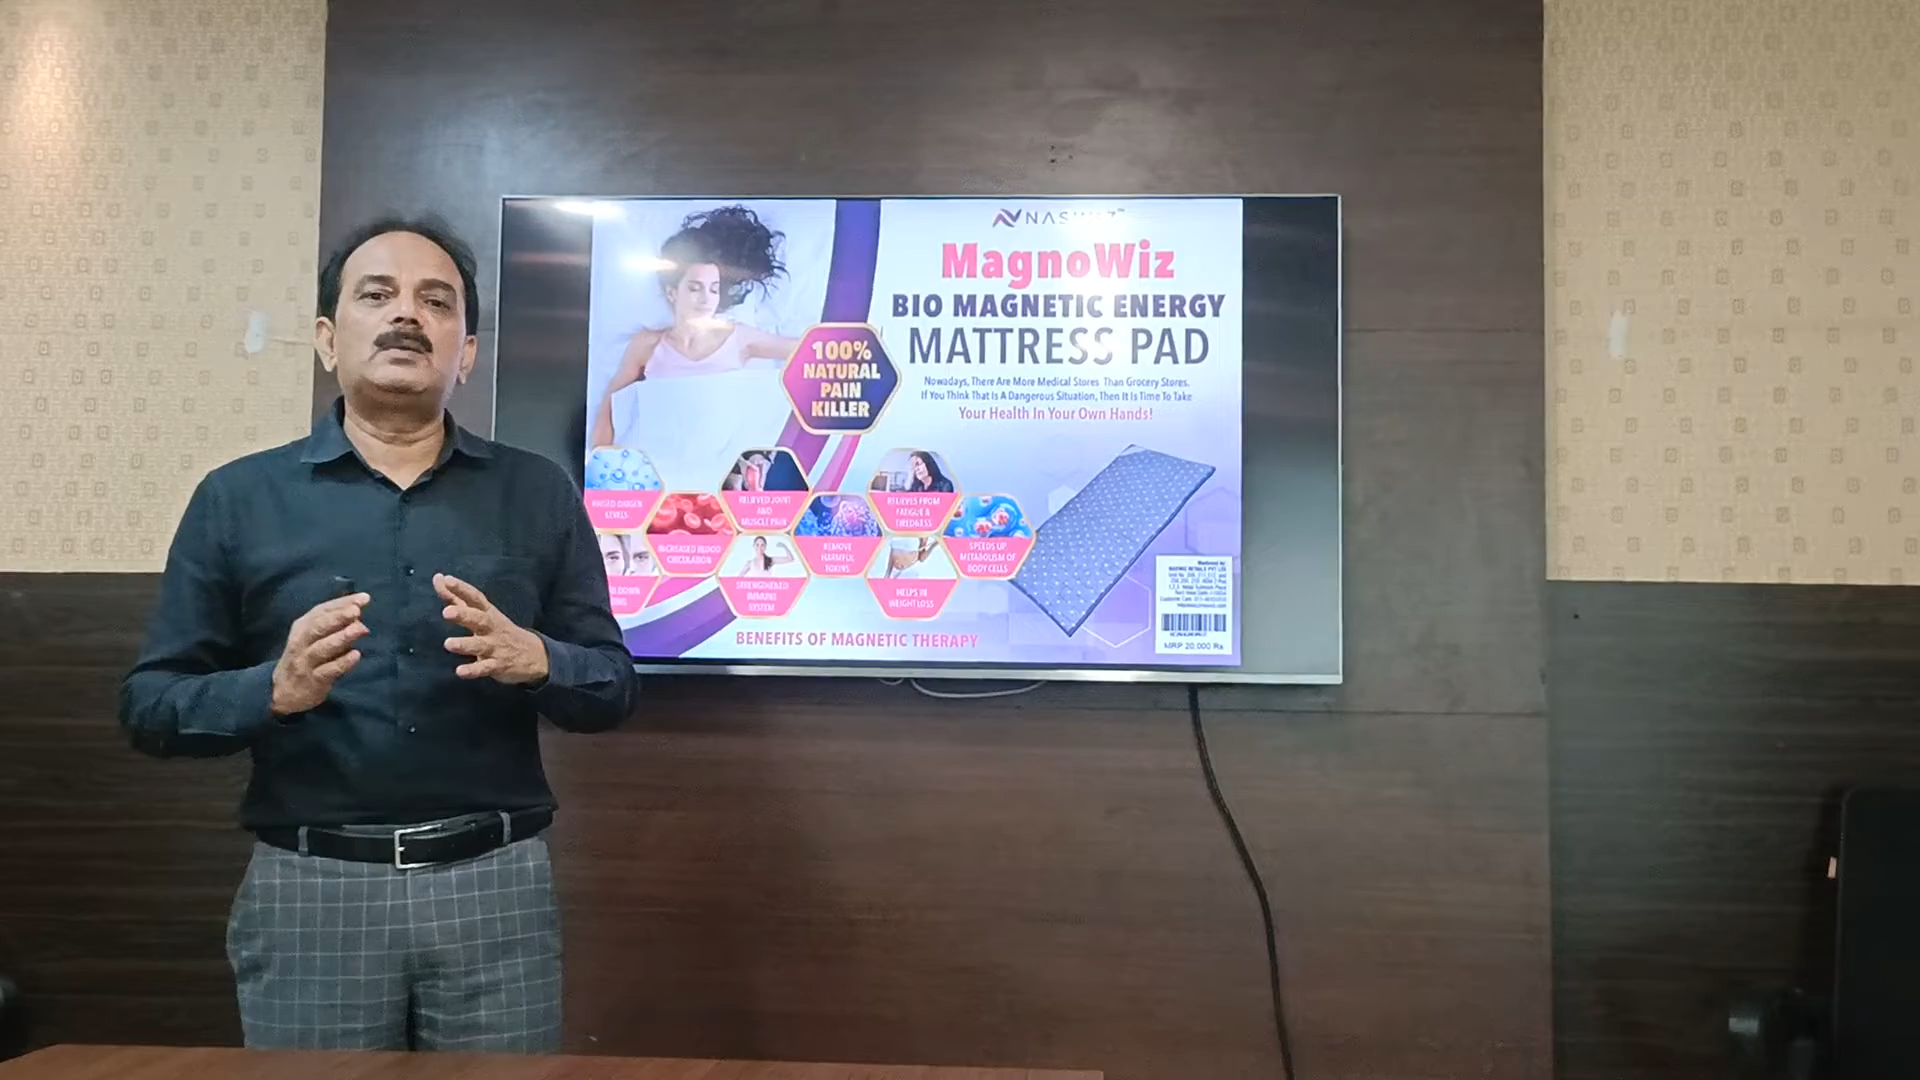 MagnoWiz
BIO MAGNETIC ENERGY
MATTRESS PAD
100%
NATURAL
PAIN
KILLER
Nowadays, There Are More Medical Stores Than Grocery Stores.
If You Think That Is A Dangerous Situation, Then It Is Time To Take
Your Health In Your Own Hands!
LEVELS
INCREASED BLOOD
CIRCULATION
RELIEVED JOINT
AND
MUSCLE PAIN
STRENGTHENED
IMMUNE
SYSTEM
REMOVE
HARMFUL
TOXINS
RELIEVES FROM
FATIGUE &
TIREDNESS
HELPS IN
WEIGHT LOSS
SPEEDS UP
METABOLISM OF
BODY CELLS
DOWN
BENEFITS OF MAGNETIC THERAPY
MRP 20,000 Rs